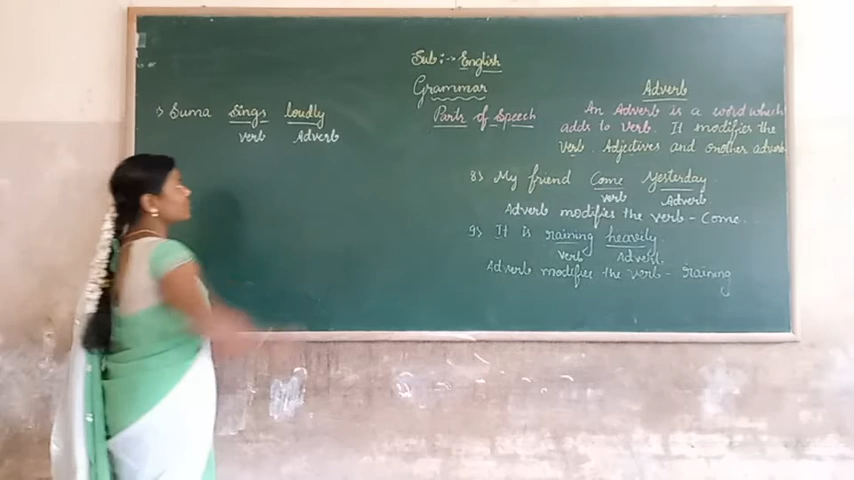 Sub :-> English
Grammar
Parts of Speech
1> Suma Sings loudly
verb Adverb
Adverb
An Adverb is a word which
adds to verb. It modifies the
verb. Adjectives and another adverb
8> My friend Come Yesterday
verb Adverb
Adverb modifies the verb - Come.
9> It is raining heavily.
verb Adverb.
Adverb modifies the verb - raining